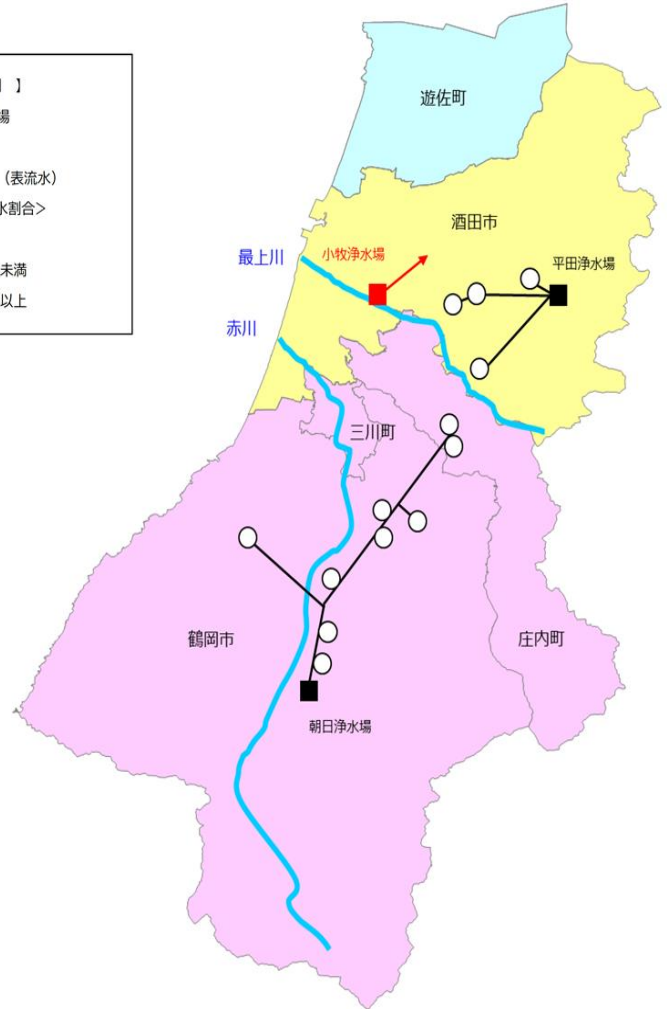 】
場
（表流水）
水割合>
未満
以上
遊佐町
酒田市
最上川
小牧浄水場
平田浄水場
赤川
三川町
鶴岡市
庄内町
朝日浄水場